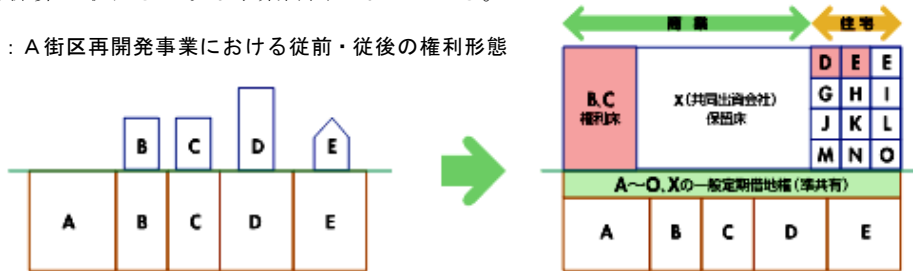 ：Ａ街区再開発事業における従前・従後の権利形態
商業
住宅
B
C
D
E
A
B
C
D
E
B、C
権利床
X（共同出資会社）
保留床
D E E
G H I
J K L
M N O
A～O、Xの一般定期借地権（準共有）
A
B
C
D
E